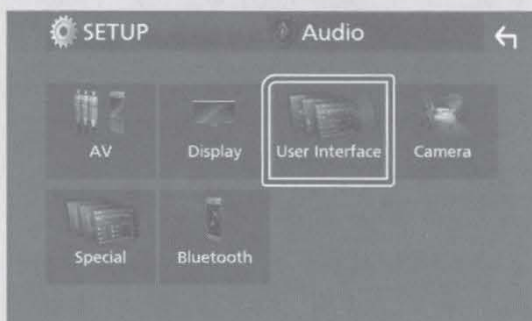 SETUP Audio
AV Display User Interface Camera
Special Bluetooth